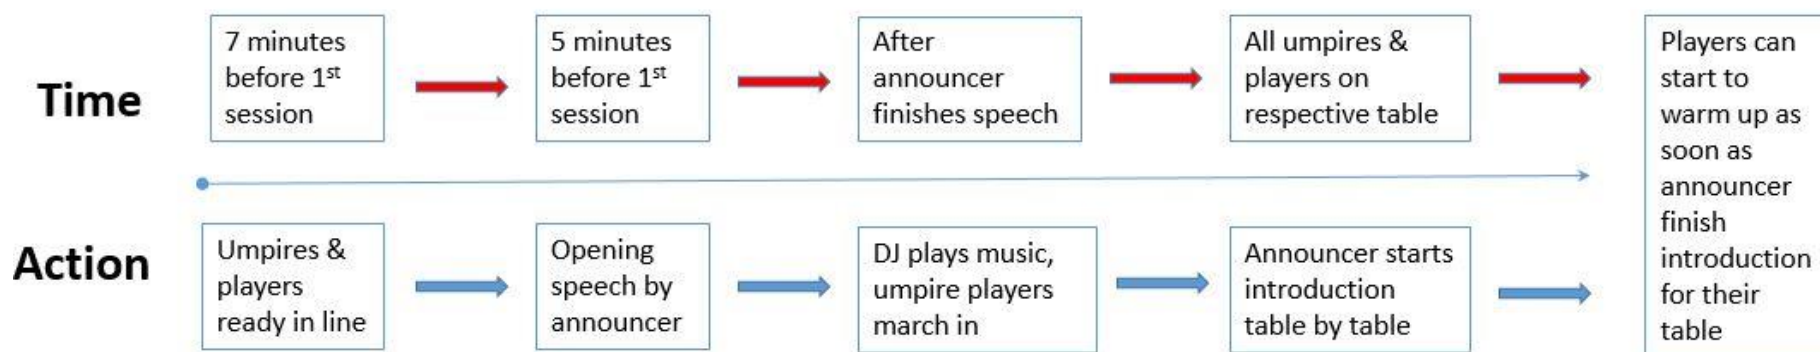 Time
7 minutes
before 1st
session
5 minutes
before 1st
session
After
announcer
finishes speech
All umpires &
players on
respective table
Players can
start to
warm up as
soon as
announcer
finish
introduction
for their
table
Action
Umpires &
players
ready in line
Opening
speech by
announcer
DJ plays music,
umpire players
march in
Announcer starts
introduction
table by table